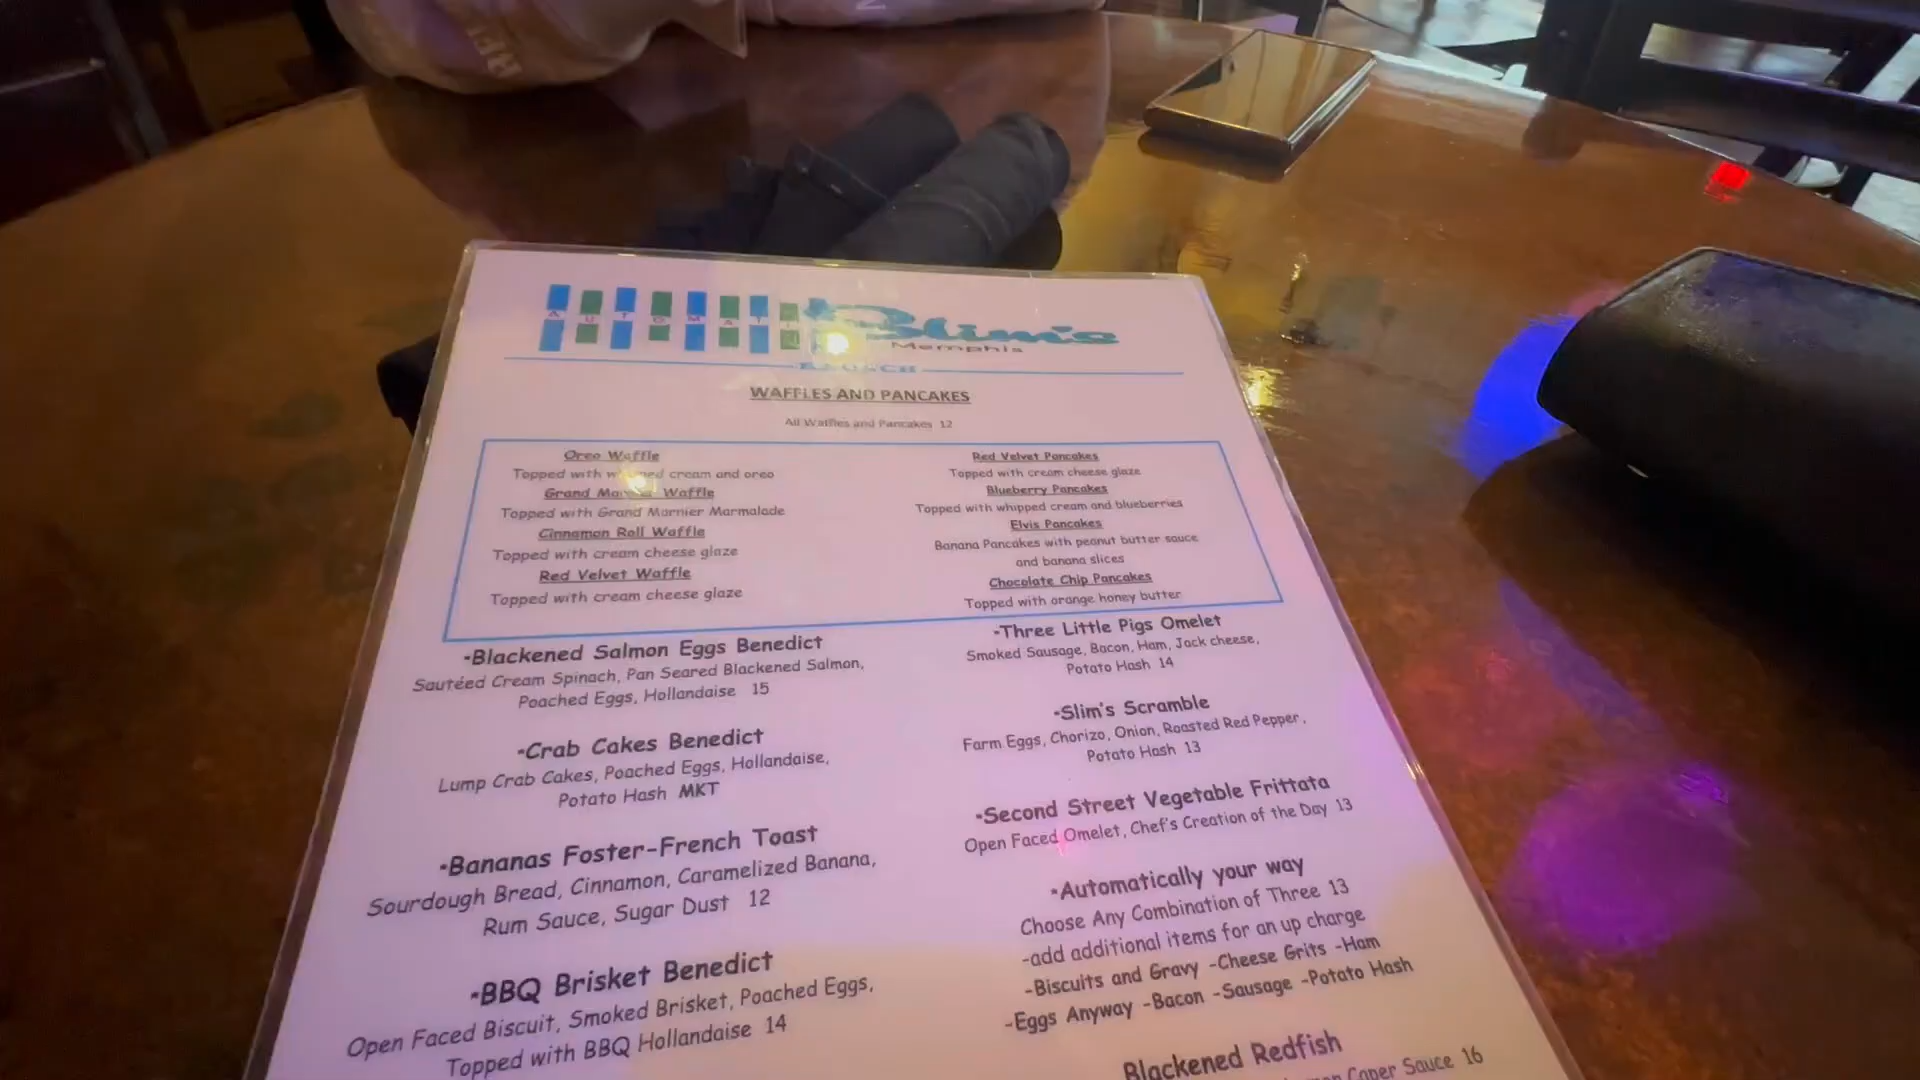 AUTOMATIC Slim's
Memphis
BRUNCH
WAFFLES AND PANCAKES
All Waffles and Pancakes 12
Oreo Waffle
Topped with whipped cream and oreo
Grand Marnier Waffle
Topped with Grand Marnier Marmalade
Cinnamon Roll Waffle
Topped with cream cheese glaze
Red Velvet Waffle
Topped with cream cheese glaze
Red Velvet Pancakes
Topped with cream cheese glaze
Blueberry Pancakes
Topped with whipped cream and blueberries
Elvis Pancakes
Banana Pancakes with peanut butter sauce
and banana slices
Chocolate Chip Pancakes
Topped with orange honey butter
•Blackened Salmon Eggs Benedict
Sautéed Cream Spinach, Pan Seared Blackened Salmon,
Poached Eggs, Hollandaise 15
•Crab Cakes Benedict
Lump Crab Cakes, Poached Eggs, Hollandaise,
Potato Hash MKT
•Bananas Foster-French Toast
Sourdough Bread, Cinnamon, Caramelized Banana,
Rum Sauce, Sugar Dust 12
•BBQ Brisket Benedict
Open Faced Biscuit, Smoked Brisket, Poached Eggs,
Topped with BBQ Hollandaise 14
•Three Little Pigs Omelet
Smoked Sausage, Bacon, Ham, Jack cheese,
Potato Hash 14
•Slim's Scramble
Farm Eggs, Chorizo, Onion, Roasted Red Pepper,
Potato Hash 13
•Second Street Vegetable Frittata
Open Faced Omelet, Chef's Creation of the Day 13
•Automatically your way
Choose Any Combination of Three 13
-add additional items for an up charge
-Biscuits and Gravy -Cheese Grits -Ham
-Eggs Anyway -Bacon -Sausage -Potato Hash
Blackened Redfish
Caper Sauce 16